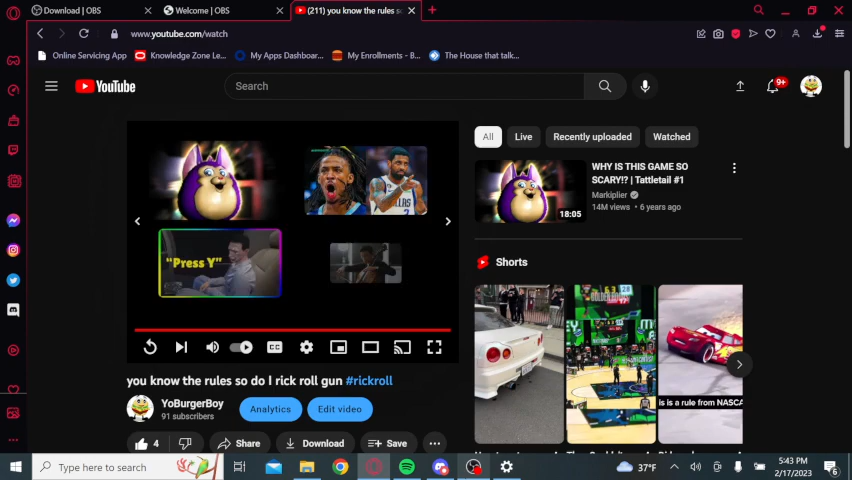 Download | OBS
Welcome | OBS
(211) you know the rules so
www.youtube.com/watch
Online Servicing App
Knowledge Zone Le...
My Apps Dashboar...
My Enrollments - B...
The House that talk...
YouTube
Search
9+
All
Live
Recently uploaded
Watched
WHY IS THIS GAME SO
SCARY!? | Tattletail #1
Markiplier
14M views • 6 years ago
18:05
"Press Y"
Shorts
CC
you know the rules so do I rick roll gun #rickroll
YoBurgerBoy
91 subscribers
Analytics
Edit video
4
Share
Download
Save
is is a rule from NASCA
Type here to search
37°F
5:43 PM
2/17/2023
6